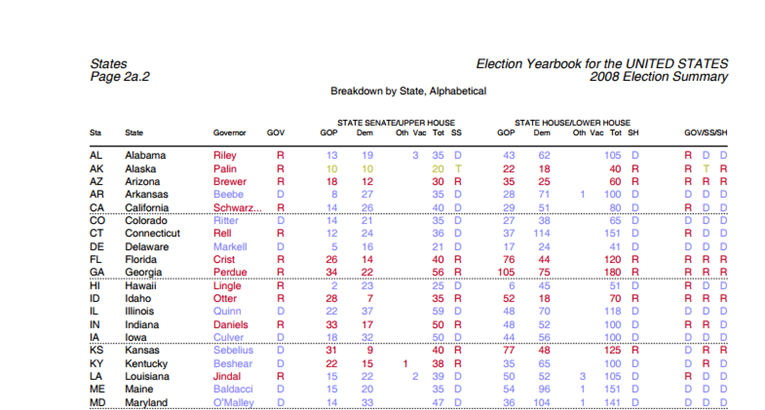 States Election Yearbook for the UNITED STATES
Page 2a.2 2008 Election Summary
Breakdown by State, Alphabetical
STATE SENATE/UPPER HOUSE STATE HOUSE/LOWER HOUSE
Sta State Governor GOV GOP Dem Oth Vac Tot SS GOP Dem Oth Vac Tot SH GOV/SS/SH
AL Alabama Riley R 13 19 3 35 D 43 62 105 D R D D
AK Alaska Palin R 10 10 20 T 22 18 40 R R T R
AZ Arizona Brewer R 18 12 30 R 35 25 60 R R R R
AR Arkansas Beebe D 8 27 35 D 28 71 1 100 D D D D
CA California Schwarz... R 14 26 40 D 29 51 80 D R D D
CO Colorado Ritter D 14 21 35 D 27 38 65 D D D D
CT Connecticut Rell R 12 24 36 D 37 114 151 D R D D
DE Delaware Markell D 5 16 21 D 17 24 41 D D D D
FL Florida Crist R 26 14 40 R 76 44 120 R R R R
GA Georgia Perdue R 34 22 56 R 105 75 180 R R R R
HI Hawaii Lingle R 2 23 25 D 6 45 51 D R D D
ID Idaho Otter R 28 7 35 R 52 18 70 R R R R
IL Illinois Quinn D 22 37 59 D 48 70 118 D D D D
IN Indiana Daniels R 33 17 50 R 48 52 100 D R R D
IA Iowa Culver D 18 32 50 D 44 56 100 D D D D
KS Kansas Sebelius D 31 9 40 R 77 48 125 R D R R
KY Kentucky Beshear D 22 15 1 38 R 35 65 100 D D R D
LA Louisiana Jindal R 15 22 2 39 D 50 52 3 105 D R D D
ME Maine Baldacci D 15 20 35 D 54 96 1 151 D D D D
MD Maryland O'Malley D 14 33 47 D 36 104 1 141 D D D D